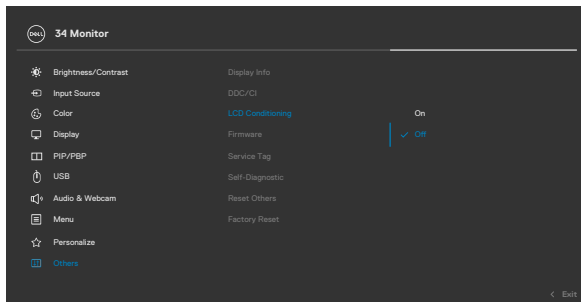 DELL 34 Monitor
Brightness/Contrast Display Info
Input Source DDC/CI
Color LCD Conditioning On
Display Firmware Off
PIP/PBP Service Tag
USB Self-Diagnostic
Audio & Webcam Reset Others
Menu Factory Reset
Personalize
Others
< Exit